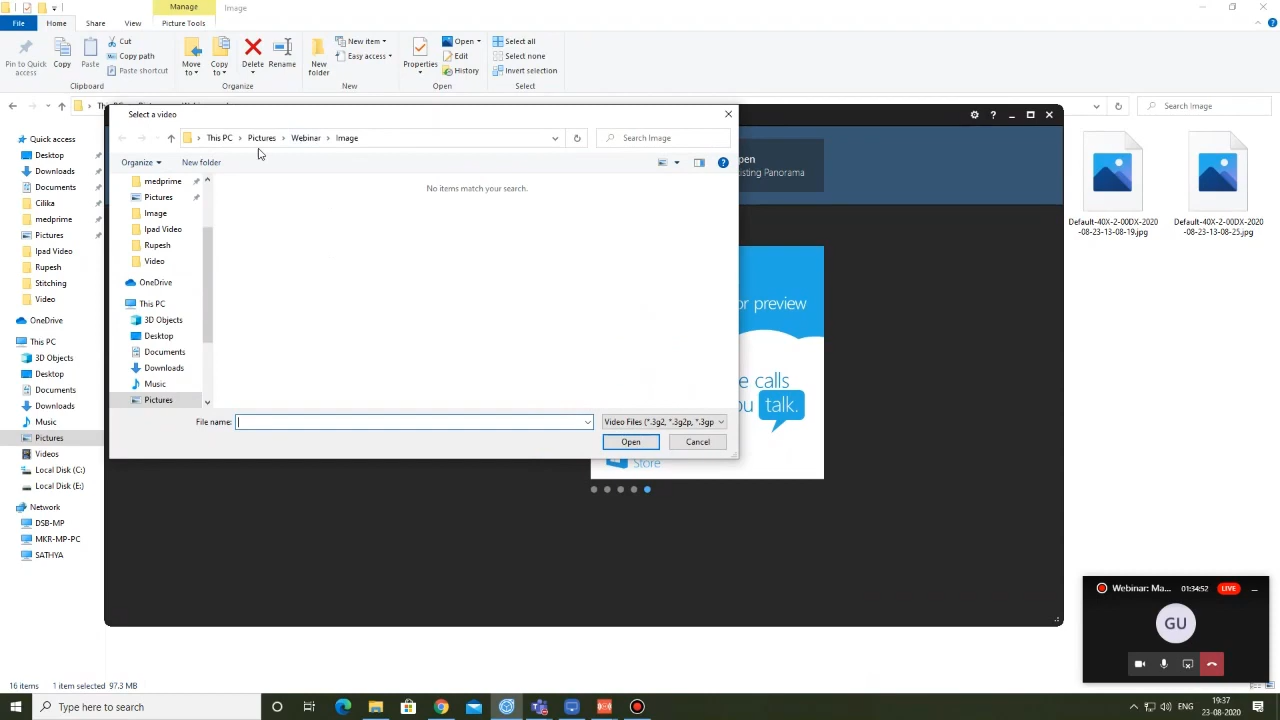 Manage
Image
File
Home
Share
View
Picture Tools
Pin to Quick access
Copy
Paste
Cut
Copy path
Paste shortcut
Clipboard
Move to
Copy to
Delete
Rename
Organize
New folder
New item
Easy access
New
Properties
Open
Edit
History
Open
Select all
Select none
Invert selection
Select
Search Image
Quick access
Desktop
Downloads
Documents
Cilika
medprime
Pictures
Ipad Video
Rupesh
Stitching
Video
OneDrive
This PC
3D Objects
Desktop
Documents
Downloads
Music
Pictures
Videos
Local Disk (C:)
Local Disk (E:)
Network
DSB-MP
MKR-MP-PC
SATHYA
16 items
1 item selected 97.3 MB
Select a video
This PC > Pictures > Webinar > Image
Search Image
Organize
New folder
medprime
Pictures
Image
Ipad Video
Rupesh
Video
OneDrive
This PC
3D Objects
Desktop
Documents
Downloads
Music
Pictures
No items match your search.
File name:
Video Files (*.3g2, *.3g2p, *.3gp
Open
Cancel
Panorama
or preview
calls
talk.
Store
Default-40X-2-00DX-2020
-08-23-13-08-19.jpg
Default-40X-2-00DX-2020
-08-23-13-08-25.jpg
Webinar: Ma...
01:34:52
LIVE
GU
Type here to search
ENG
19:37
23-08-2020